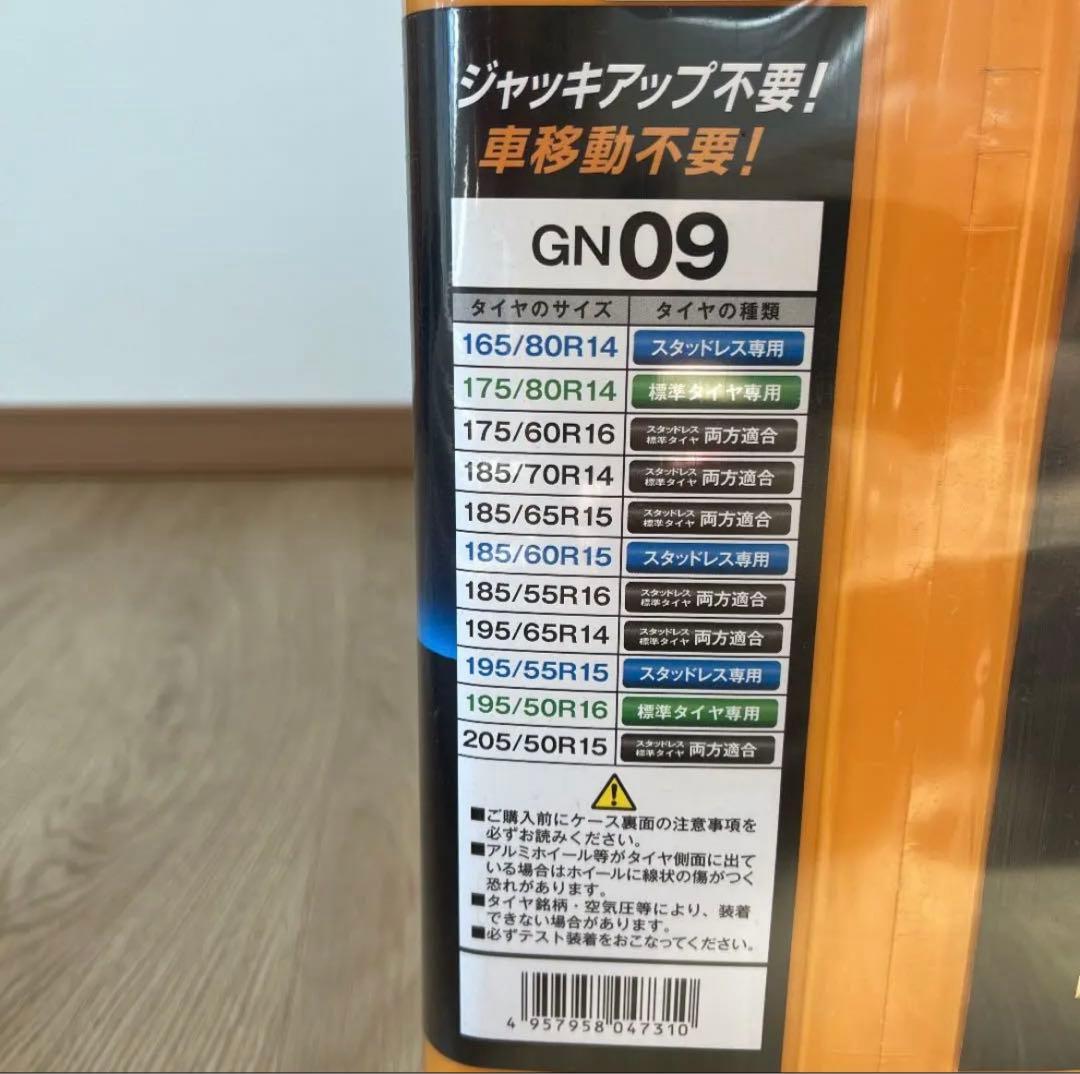 ジャッキアップ不要!
車移動不要!
GN09
タイヤのサイズ タイヤの種類
165/80R14 スタッドレス専用
175/80R14 標準タイヤ専用
175/60R16 スタッドレス 標準タイヤ 両方適合
185/70R14 スタッドレス 標準タイヤ 両方適合
185/65R15 スタッドレス 標準タイヤ 両方適合
185/60R15 スタッドレス専用
185/55R16 スタッドレス 標準タイヤ 両方適合
195/65R14 スタッドレス 標準タイヤ 両方適合
195/55R15 スタッドレス専用
195/50R16 標準タイヤ専用
205/50R15 スタッドレス 標準タイヤ 両方適合
■ご購入前にケース裏面の注意事項を
必ずお読みください。
■アルミホイール等がタイヤ側面に出て
いる場合はホイールに線状の傷がつく
恐れがあります。
■タイヤ銘柄・空気圧等により、装着
できない場合があります。
■必ずテスト装着をおこなってください。
4 957958 047310